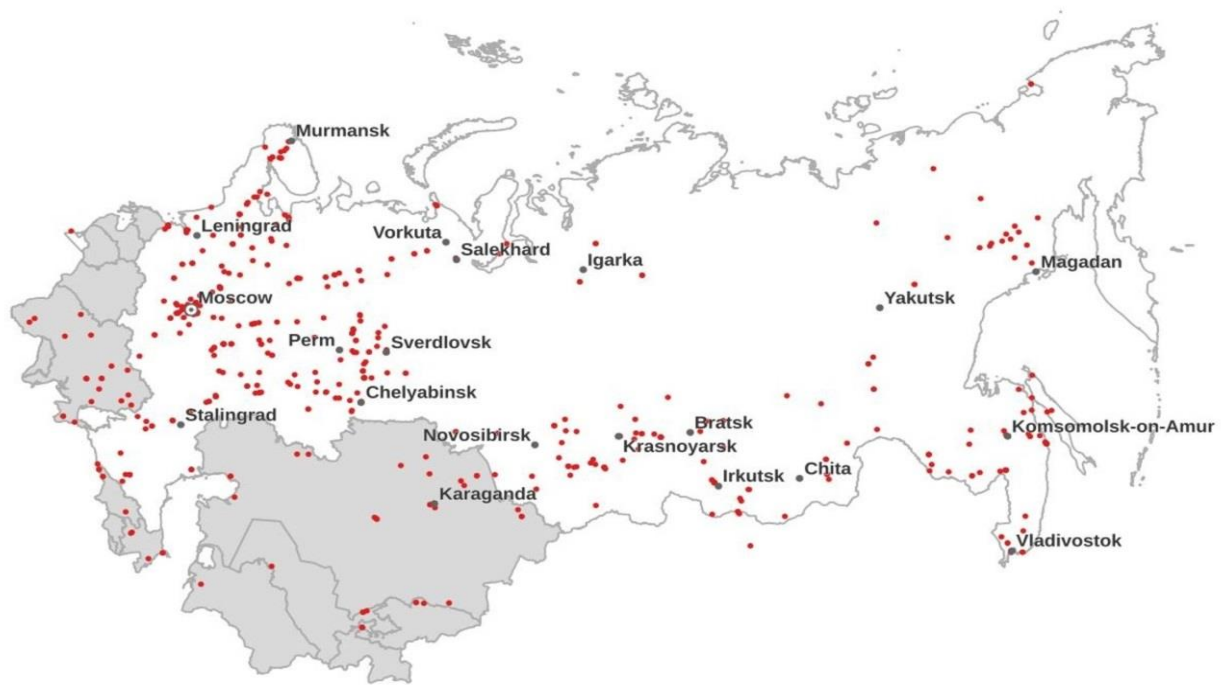 Murmansk
Leningrad
Vorkuta
Salekhard
Igarka
Magadan
Moscow
Yakutsk
Perm
Sverdlovsk
Chelyabinsk
Stalingrad
Novosibirsk
Bratsk
Krasnoyarsk
Komsomolsk-on-Amur
Irkutsk
Chita
Karaganda
Vladivostok